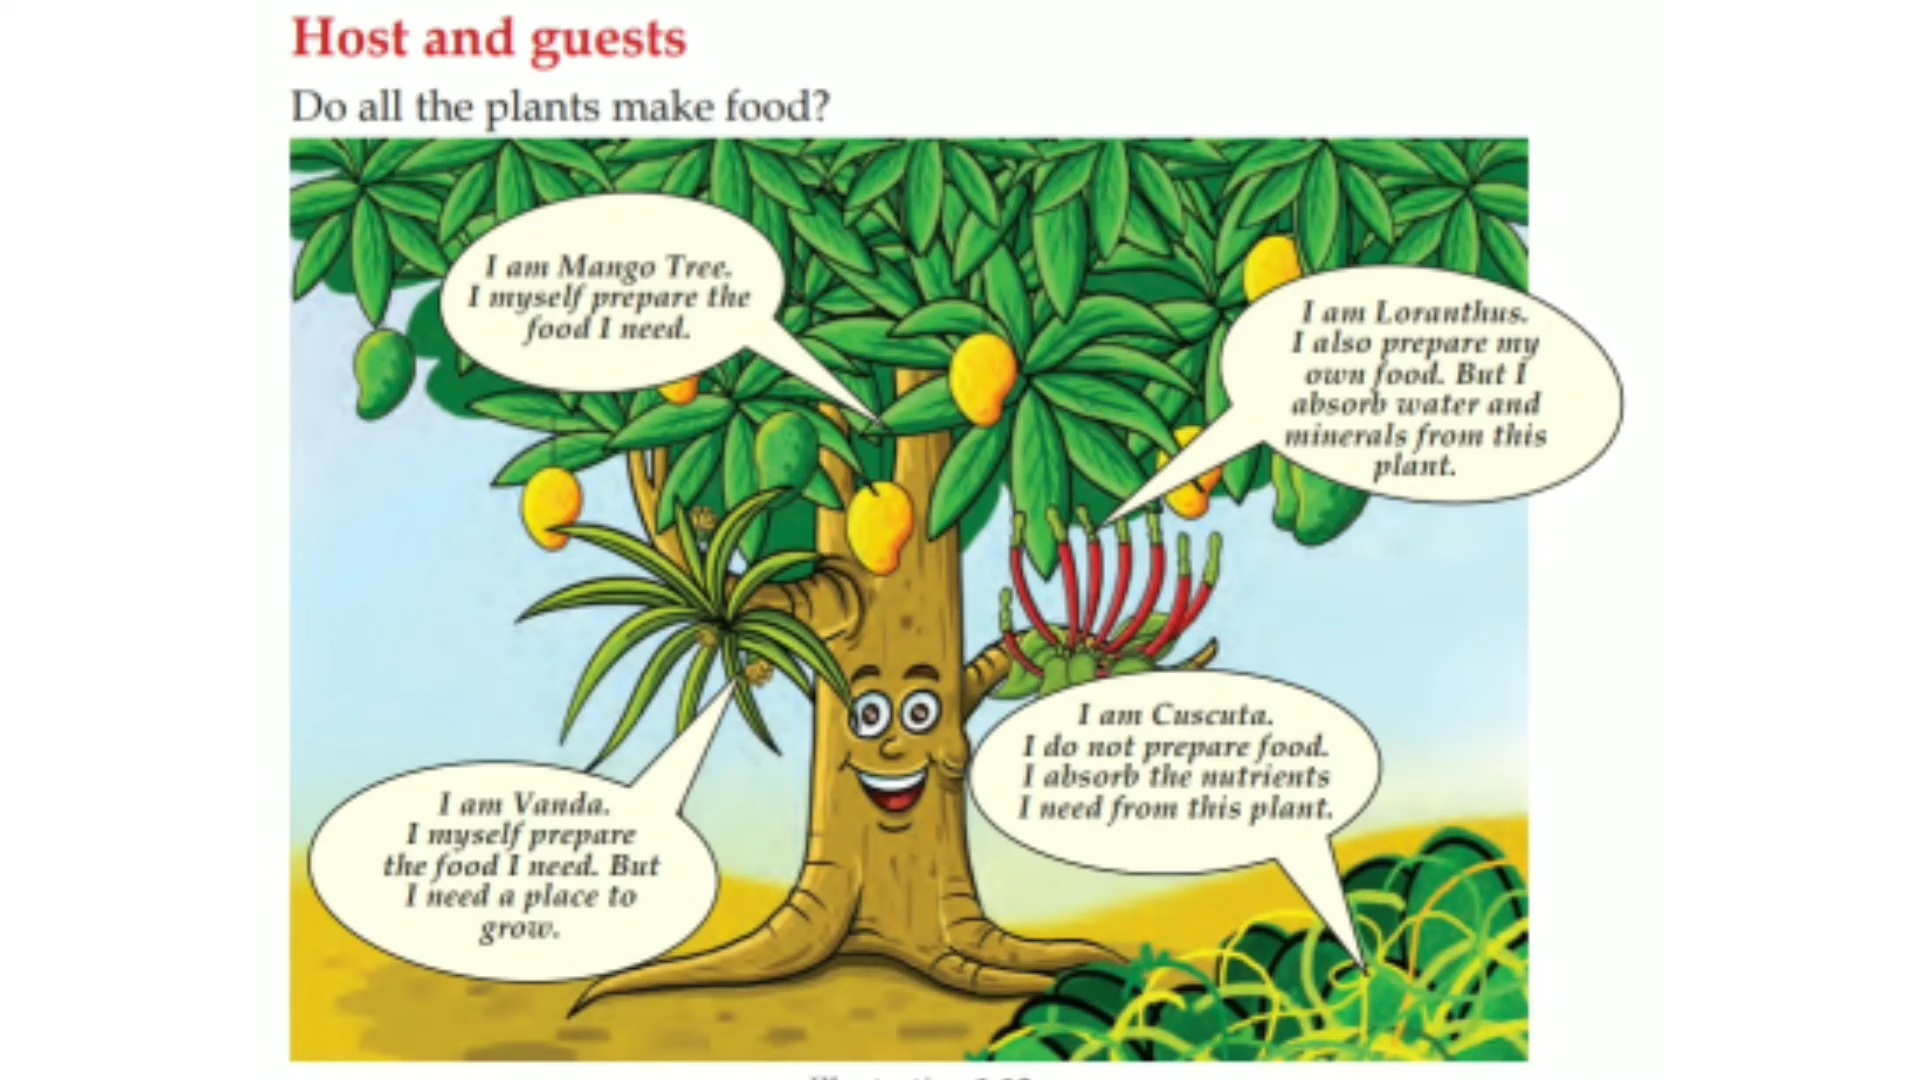 Host and guests
Do all the plants make food?
I am Mango Tree.
I myself prepare the
food I need.
I am Loranthus.
I also prepare my
own food. But I
absorb water and
minerals from this
plant.
I am Vanda.
I myself prepare
the food I need. But
I need a place to
grow.
I am Cuscuta.
I do not prepare food.
I absorb the nutrients
I need from this plant.